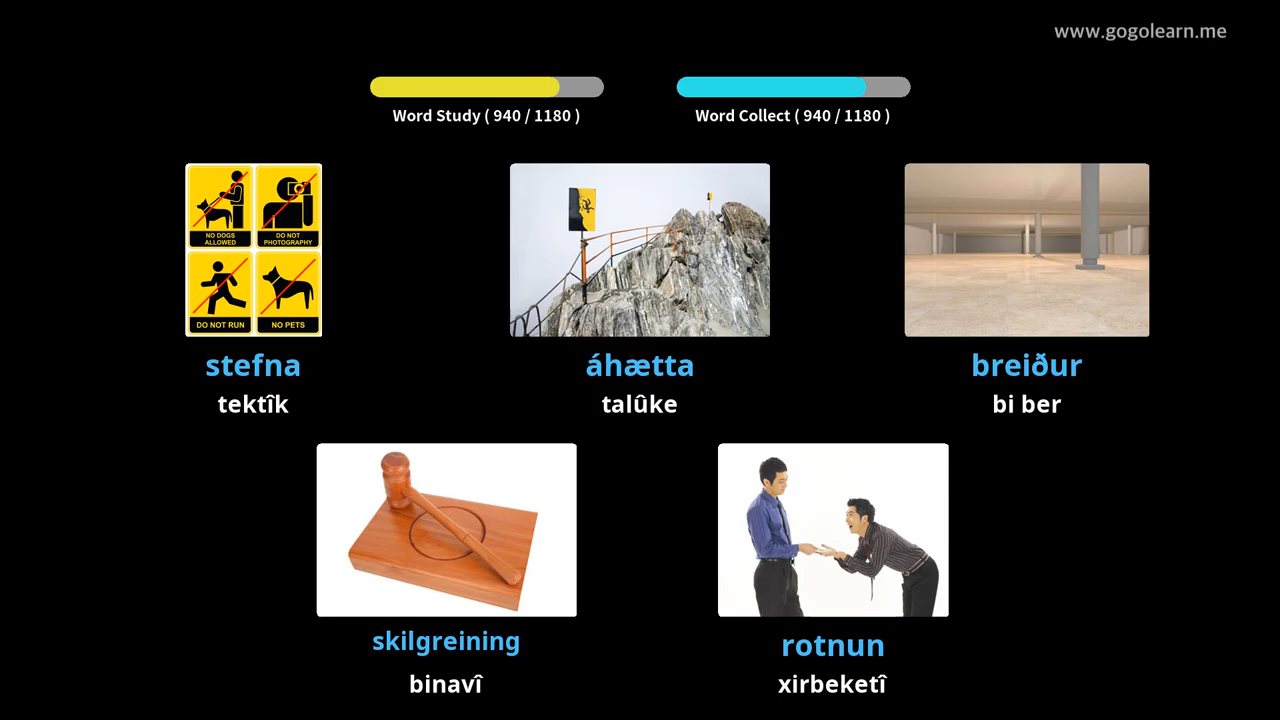 www.gogolearn.me
Word Study ( 940 / 1180 )
Word Collect ( 940 / 1180 )
NO DOGS
ALLOWED
DO NOT
PHOTOGRAPHY
DO NOT RUN
NO PETS
stefna
tektîk
áhætta
talûke
breiður
bi ber
skilgreining
binavî
rotnun
xirbeketî